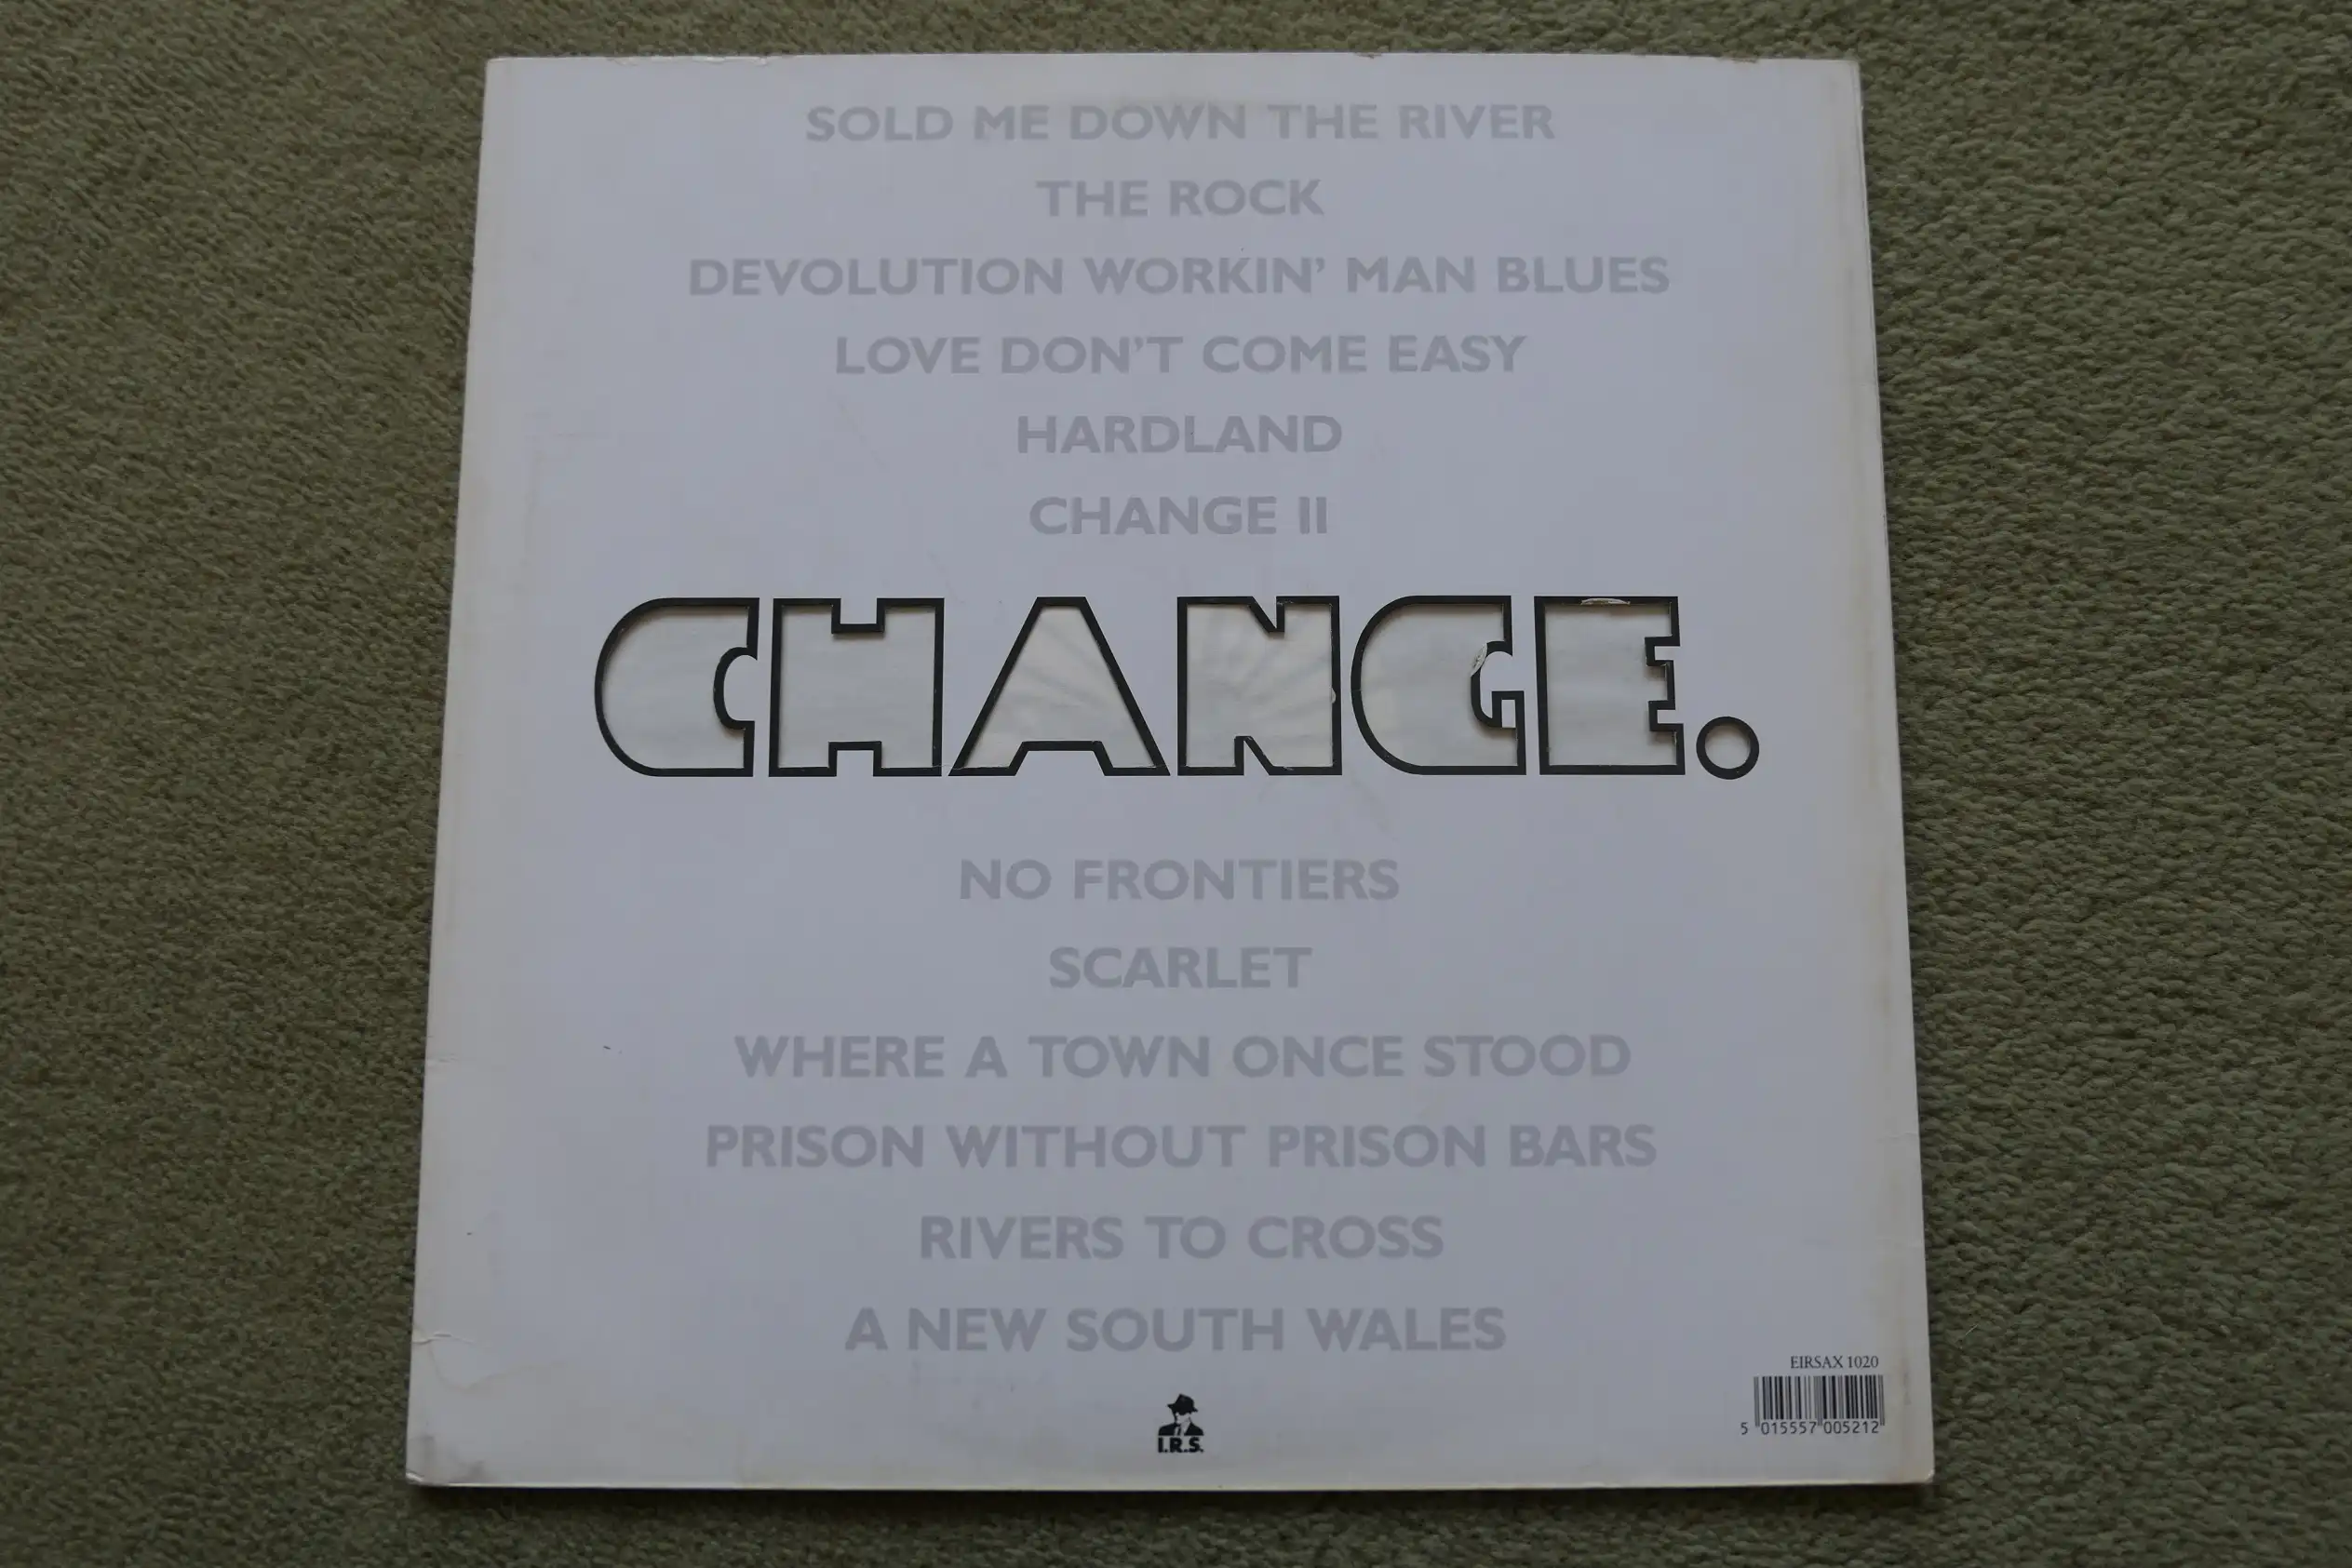 SOLD ME DOWN THE RIVER
THE ROCK
DEVOLUTION WORKIN' MAN BLUES
LOVE DON'T COME EASY
HARDLAND
CHANGE II
CHANGE.
NO FRONTIERS
SCARLET
WHERE A TOWN ONCE STOOD
PRISON WITHOUT PRISON BARS
RIVERS TO CROSS
A NEW SOUTH WALES
EIRSAX 1020
5 015557 005212
I.R.S.